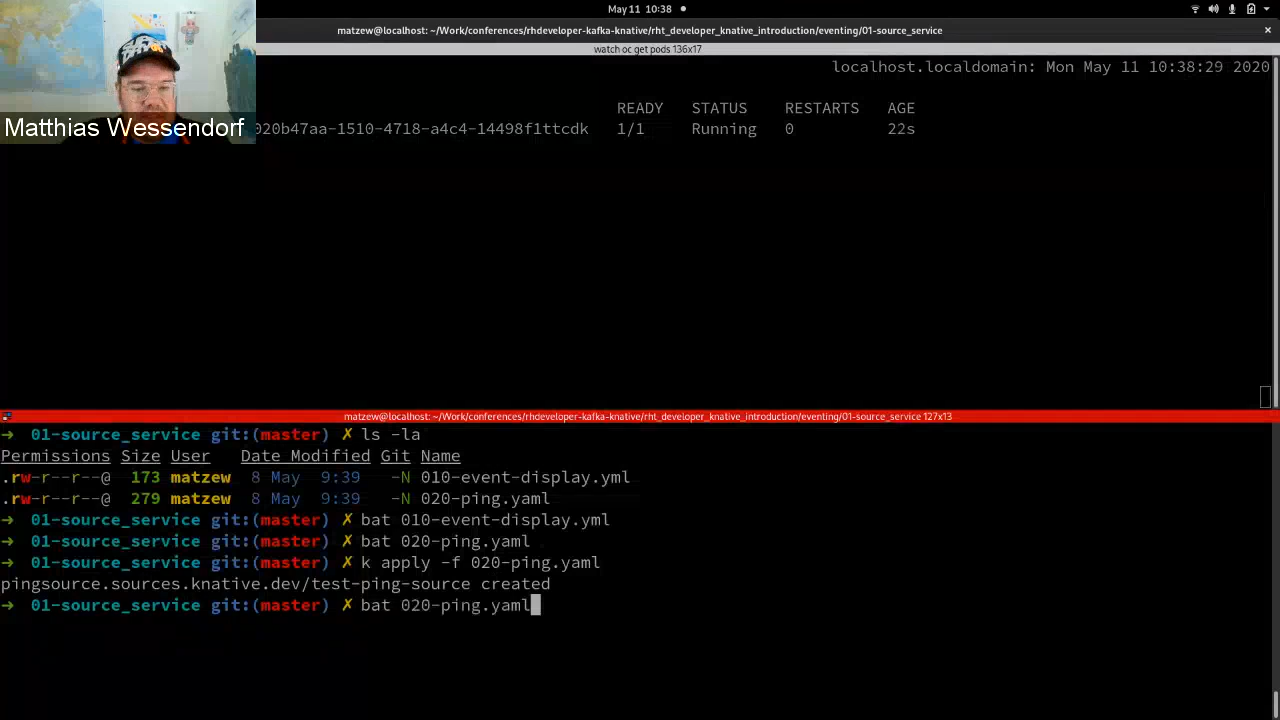 May 11 10:38
matzew@localhost: ~/Work/conferences/rhdeveloper-kafka-knative/rht_developer_knative_introduction/eventing/01-source_service
watch oc get pods 136x17
localhost.localdomain: Mon May 11 10:38:29 2020
READY STATUS RESTARTS AGE
020b47aa-1510-4718-a4c4-14498f1ttcdk 1/1 Running 0 22s
Matthias Wessendorf
matzew@localhost: ~/Work/conferences/rhdeveloper-kafka-knative/rht_developer_knative_introduction/eventing/01-source_service 127x13
→ 01-source_service git:(master) ✗ ls -la
Permissions Size User Date Modified Git Name
.rw-r--r--@ 173 matzew 8 May 9:39 -N 010-event-display.yml
.rw-r--r--@ 279 matzew 8 May 9:39 -N 020-ping.yaml
→ 01-source_service git:(master) ✗ bat 010-event-display.yml
→ 01-source_service git:(master) ✗ bat 020-ping.yaml
→ 01-source_service git:(master) ✗ k apply -f 020-ping.yaml
pingsource.sources.knative.dev/test-ping-source created
→ 01-source_service git:(master) ✗ bat 020-ping.yaml